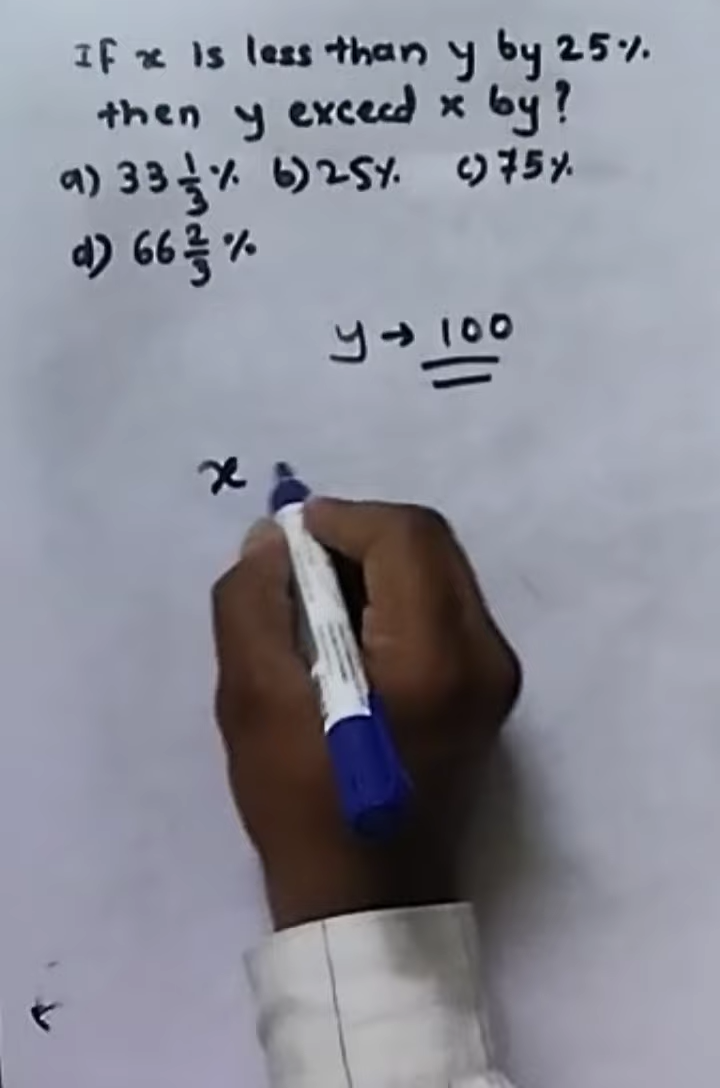 If x is less than y by 25%.
then y exceed x by?
a) 33 1/3 % b) 25%. c) 75%
d) 66 2/3 %
y → 100
x